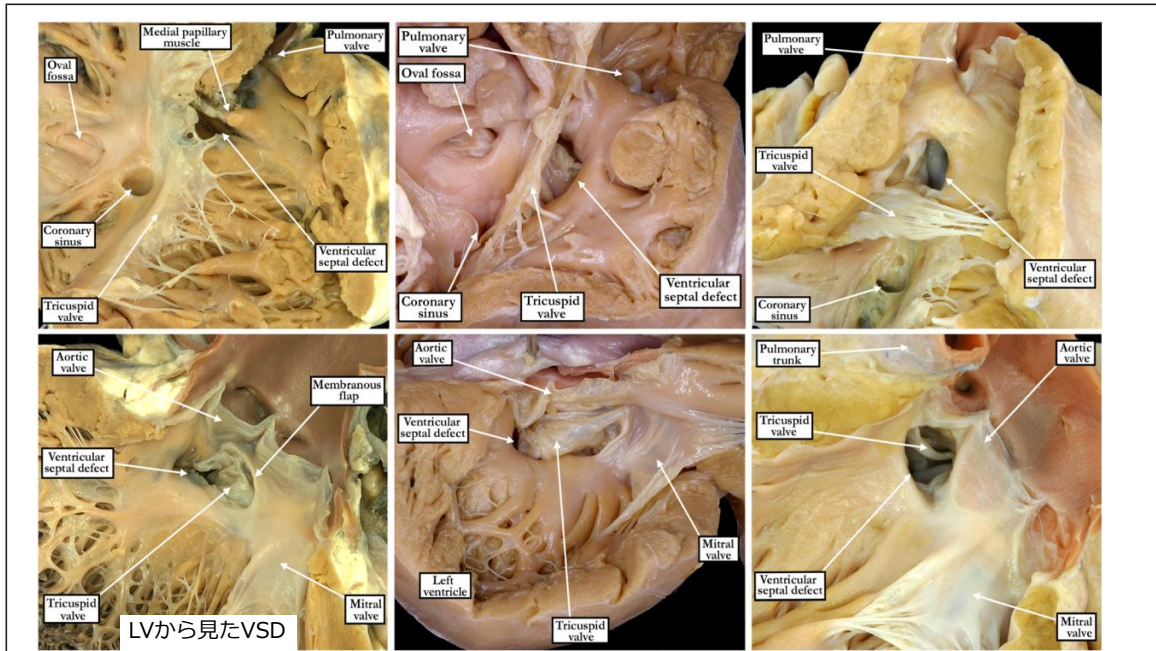 Medial papillary
muscle
Pulmonary
valve
Oval
fossa
Coronary
sinus
Tricuspid
valve
Ventricular
septal defect
Pulmonary
valve
Oval fossa
Coronary
sinus
Tricuspid
valve
Ventricular
septal defect
Pulmonary
valve
Tricuspid
valve
Coronary
sinus
Ventricular
septal defect
Aortic
valve
Membranous
flap
Ventricular
septal defect
Tricuspid
valve
Mitral
valve
LVから見たVSD
Aortic
valve
Ventricular
septal defect
Left
ventricle
Tricuspid
valve
Mitral
valve
Pulmonary
trunk
Aortic
valve
Tricuspid
valve
Ventricular
septal defect
Mitral
valve